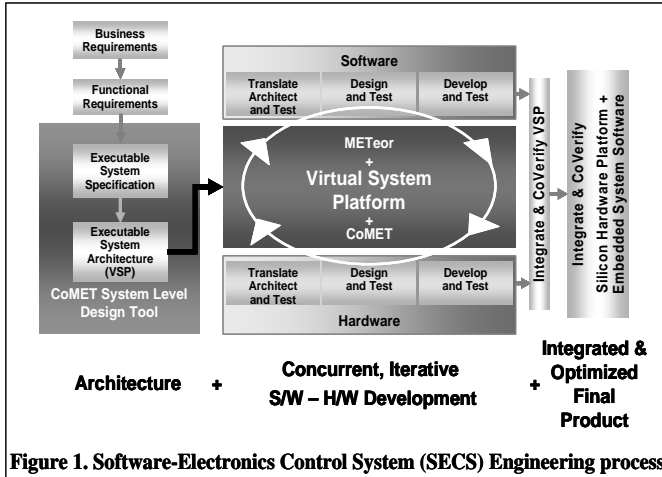 Business
Requirements
Functional
Requirements
Executable
System
Specification
Executable
System
Architecture
(VSP)
CoMET System Level
Design Tool
Software
Translate
Architect
and Test
Design
and Test
Develop
and Test
METeor
+
Virtual System
Platform
+
CoMET
Translate
Architect
and Test
Design
and Test
Develop
and Test
Hardware
Integrate & CoVerify VSP
Integrate & CoVerify
Silicon Hardware Platform +
Embedded System Software
Architecture
+
Concurrent, Iterative
S/W – H/W Development
+
Integrated &
Optimized
Final
Product
Figure 1. Software-Electronics Control System (SECS) Engineering process